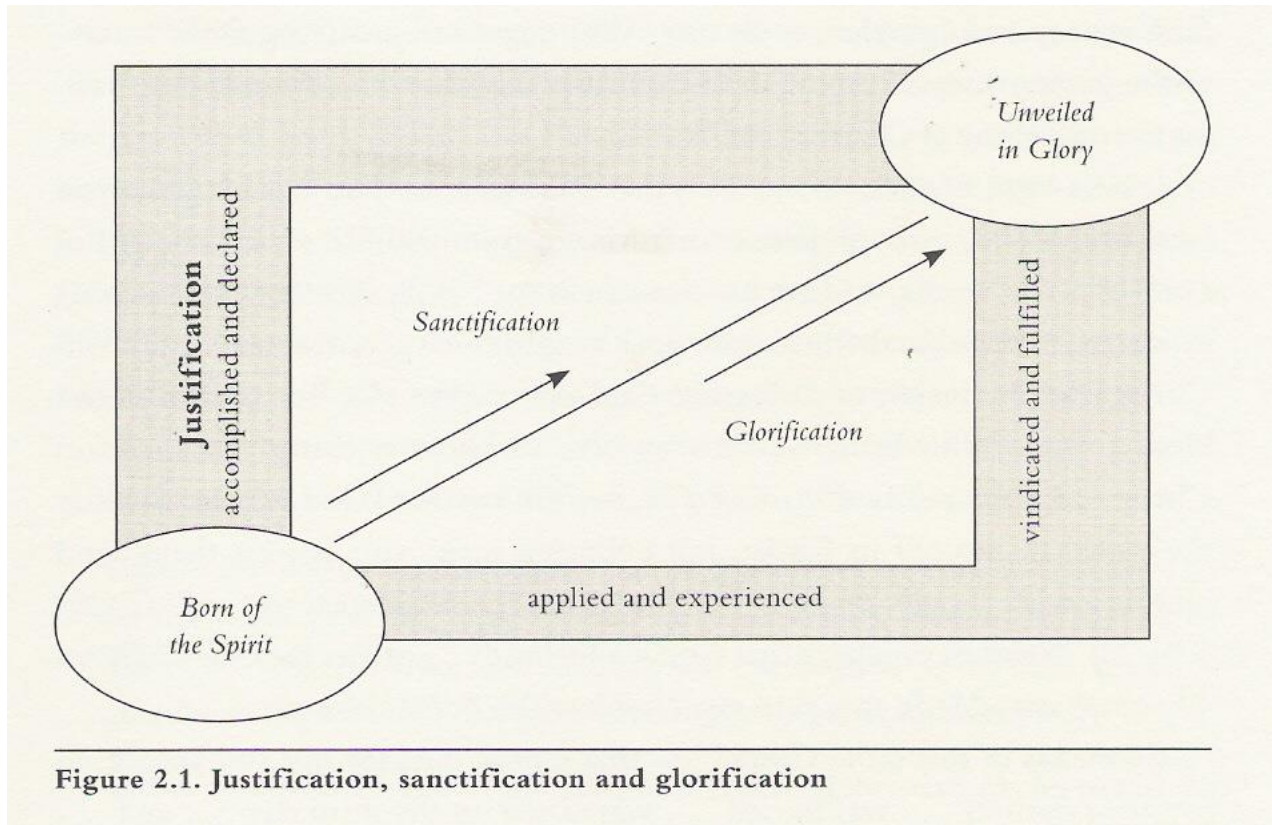 Unveiled
in Glory
Justification
accomplished and declared
Sanctification
Glorification
vindicated and fulfilled
applied and experienced
Born of
the Spirit
Figure 2.1. Justification, sanctification and glorification